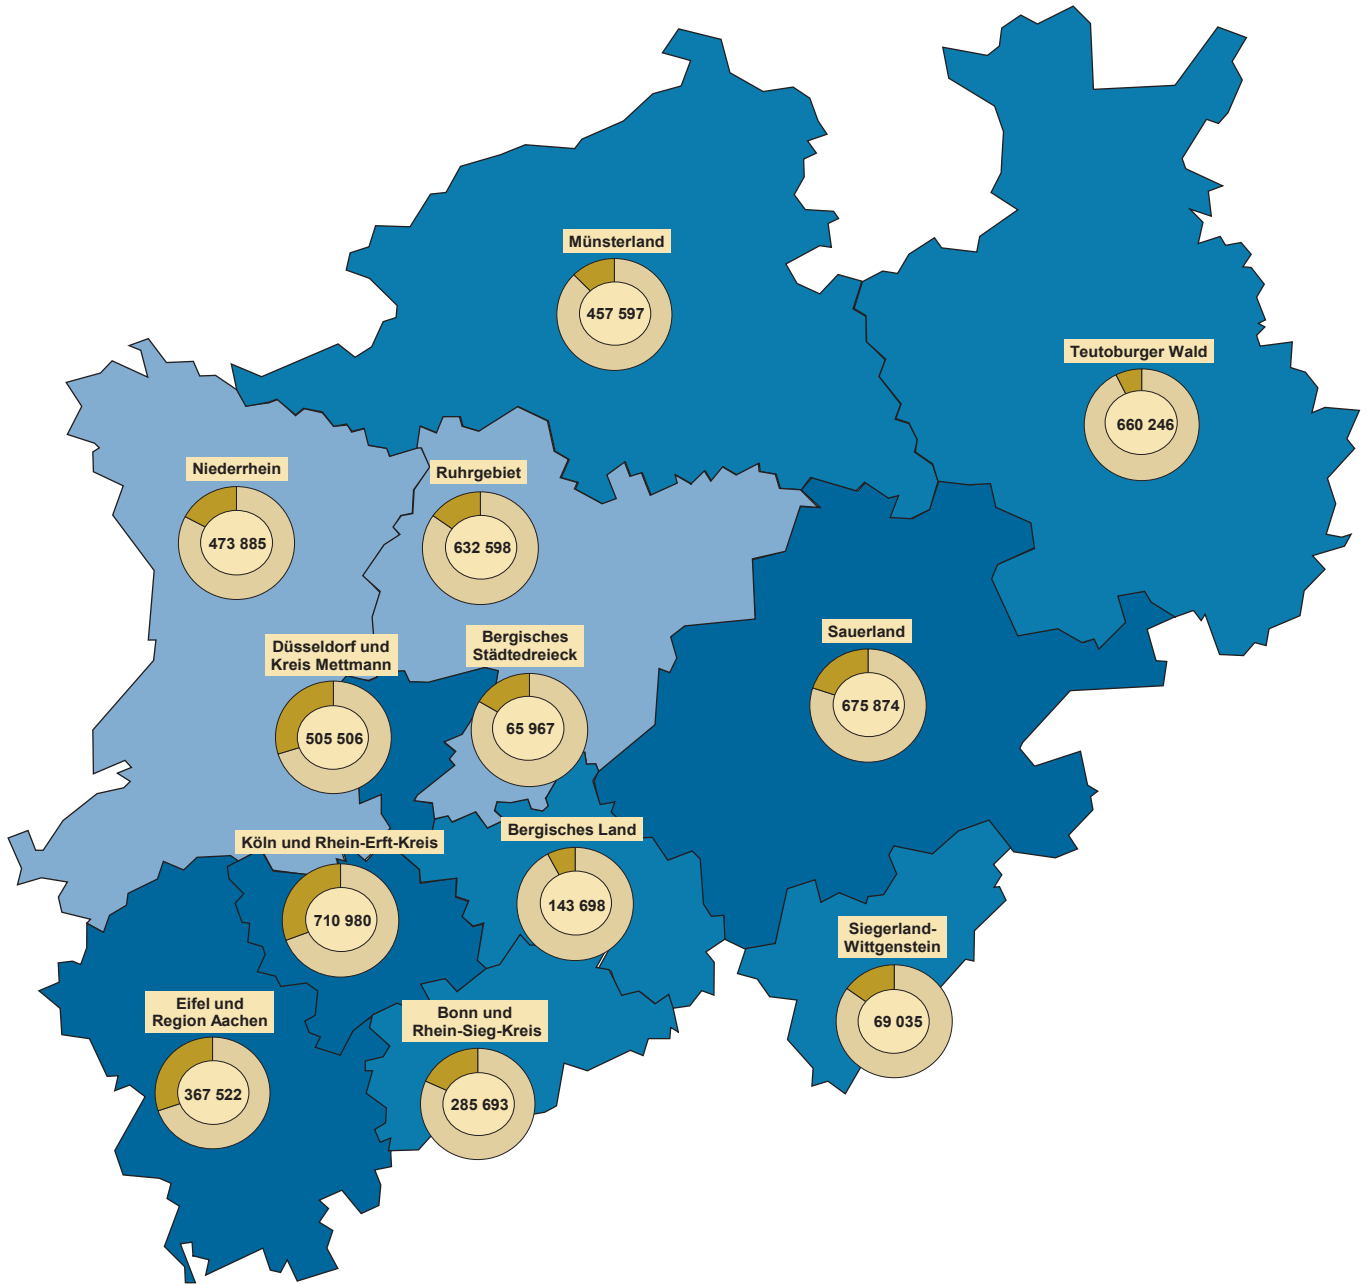 Münsterland
457 597
Teutoburger Wald
660 246
Niederrhein
473 885
Ruhrgebiet
632 598
Düsseldorf und
Kreis Mettmann
505 506
Bergisches
Städtedreieck
65 967
Sauerland
675 874
Köln und Rhein-Erft-Kreis
710 980
Bergisches Land
143 698
Siegerland-
Wittgenstein
69 035
Eifel und
Region Aachen
367 522
Bonn und
Rhein-Sieg-Kreis
285 693